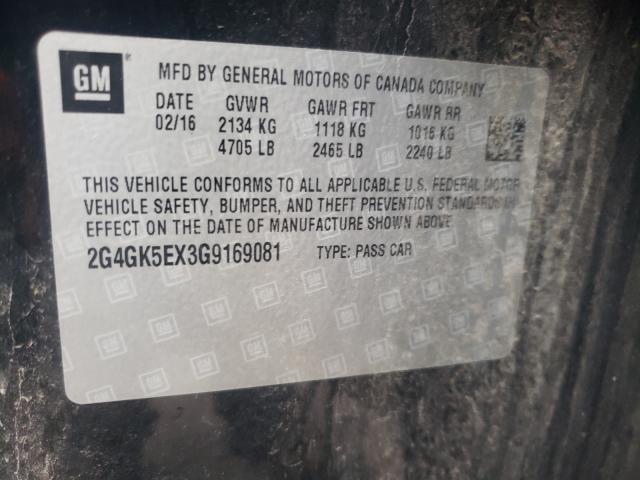 GM
MFD BY GENERAL MOTORS OF CANADA COMPANY
DATE GVWR GAWR FRT GAWR RR
02/16 2134 KG 1118 KG 1016 KG
4705 LB 2465 LB 2240 LB
THIS VEHICLE CONFORMS TO ALL APPLICABLE U.S. FEDERAL MOTOR
VEHICLE SAFETY, BUMPER, AND THEFT PREVENTION STANDARDS IN
EFFECT ON THE DATE OF MANUFACTURE SHOWN ABOVE
2G4GK5EX3G9169081 TYPE: PASS CAR